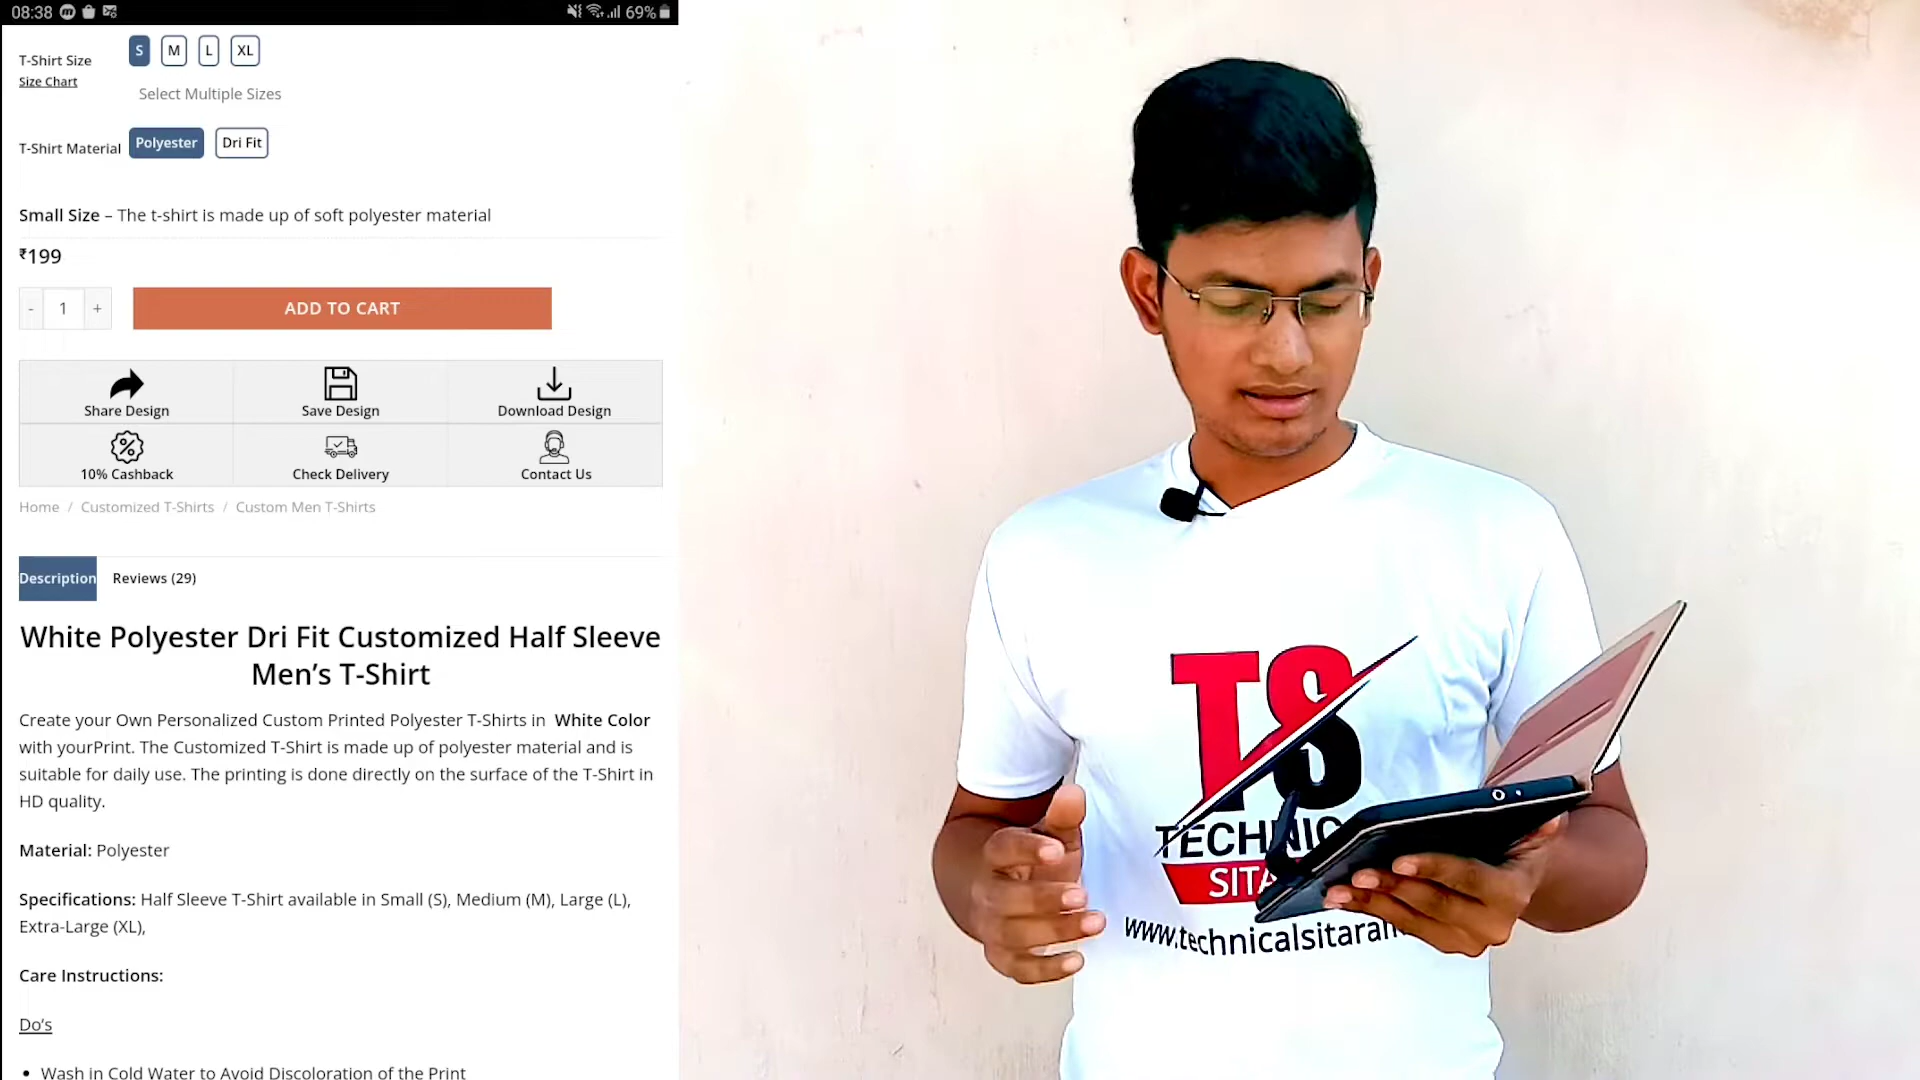 08:38
69%
T-Shirt Size
S
M
L
XL
Size Chart
Select Multiple Sizes
T-Shirt Material
Polyester
Dri Fit
Small Size – The t-shirt is made up of soft polyester material
₹199
- 1 +
ADD TO CART
Share Design
Save Design
Download Design
10% Cashback
Check Delivery
Contact Us
Home / Customized T-Shirts / Custom Men T-Shirts
Description
Reviews (29)
White Polyester Dri Fit Customized Half Sleeve
Men’s T-Shirt
Create your Own Personalized Custom Printed Polyester T-Shirts in White Color
with yourPrint. The Customized T-Shirt is made up of polyester material and is
suitable for daily use. The printing is done directly on the surface of the T-Shirt in
HD quality.
Material: Polyester
Specifications: Half Sleeve T-Shirt available in Small (S), Medium (M), Large (L),
Extra-Large (XL),
Care Instructions:
Do’s
• Wash in Cold Water to Avoid Discoloration of the Print
TS
TECHNIC
SITA
www.technicalsitaram